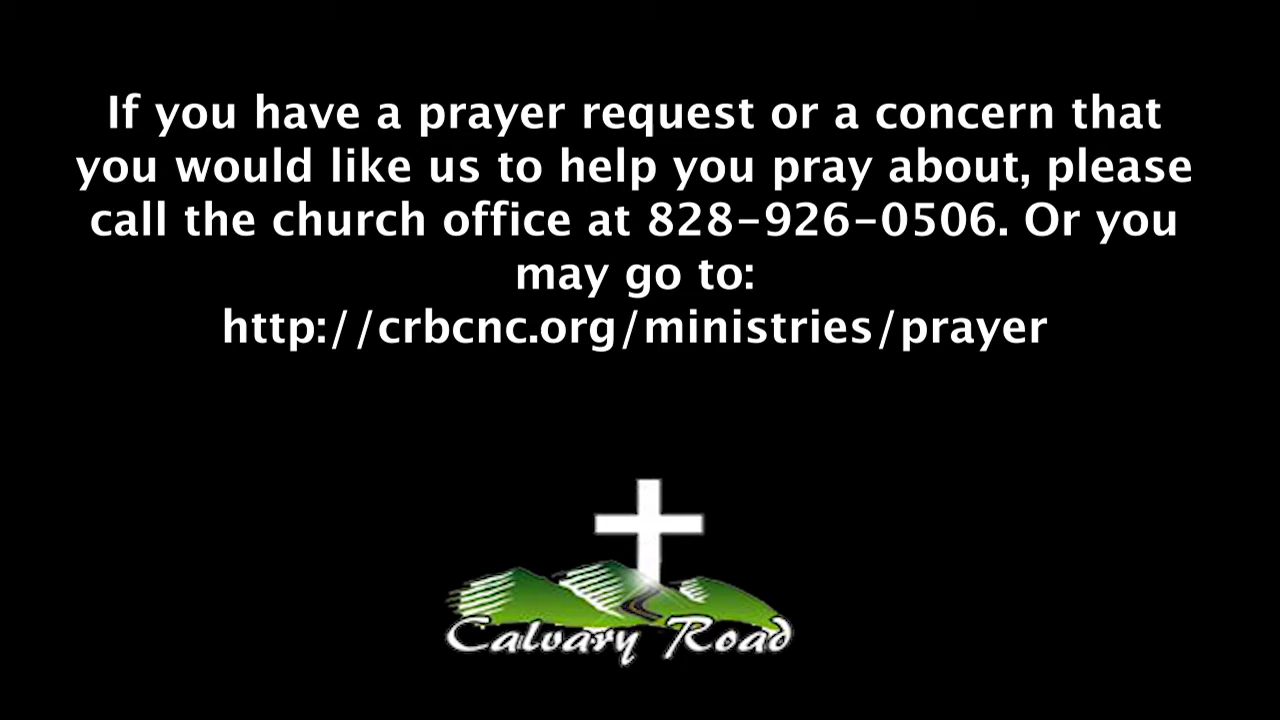 If you have a prayer request or a concern that
you would like us to help you pray about, please
call the church office at 828-926-0506. Or you
may go to:
http://crbcnc.org/ministries/prayer
Calvary Road